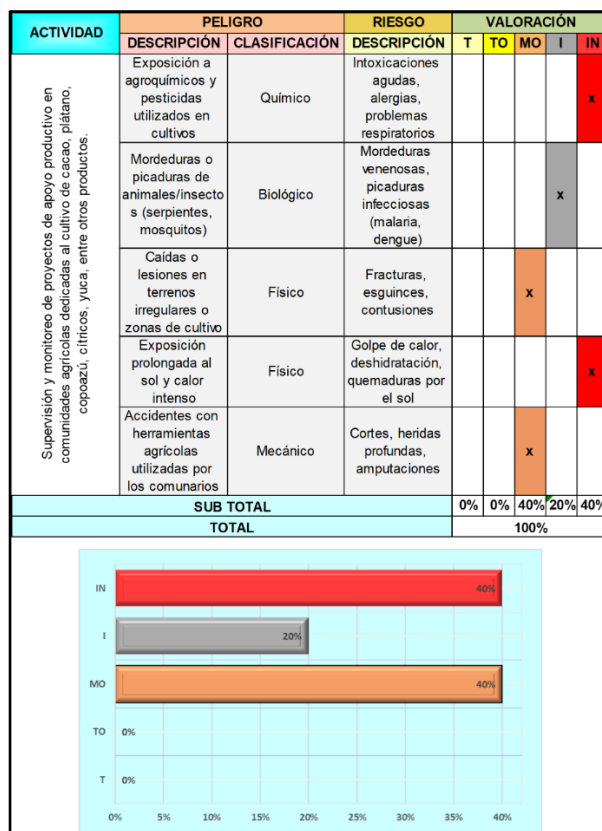 ACTIVIDAD
PELIGRO
RIESGO
VALORACIÓN
DESCRIPCIÓN
CLASIFICACIÓN
DESCRIPCIÓN
T
TO
MO
I
IN
Supervisión y monitoreo de proyectos de apoyo productivo en
comunidades agrícolas dedicadas al cultivo de cacao, plátano,
copoazú, cítricos, yuca, entre otros productos.
Exposición a
agroquímicos y
pesticidas
utilizados en
cultivos
Químico
Intoxicaciones
agudas,
alergias,
problemas
respiratorios
x
Mordeduras o
picaduras de
animales/insecto
s (serpientes,
mosquitos)
Biológico
Mordeduras
venenosas,
picaduras
infecciosas
(malaria,
dengue)
x
Caídas o
lesiones en
terrenos
irregulares o
zonas de cultivo
Físico
Fracturas,
esguinces,
contusiones
x
Exposición
prolongada al
sol y calor
intenso
Físico
Golpe de calor,
deshidratación,
quemaduras por
el sol
x
Accidentes con
herramientas
agrícolas
utilizadas por
los comunarios
Mecánico
Cortes, heridas
profundas,
amputaciones
x
SUB TOTAL
0%
0%
40%
20%
40%
TOTAL
100%
IN
40%
I
20%
MO
40%
TO
0%
T
0%
0%
5%
10%
15%
20%
25%
30%
35%
40%